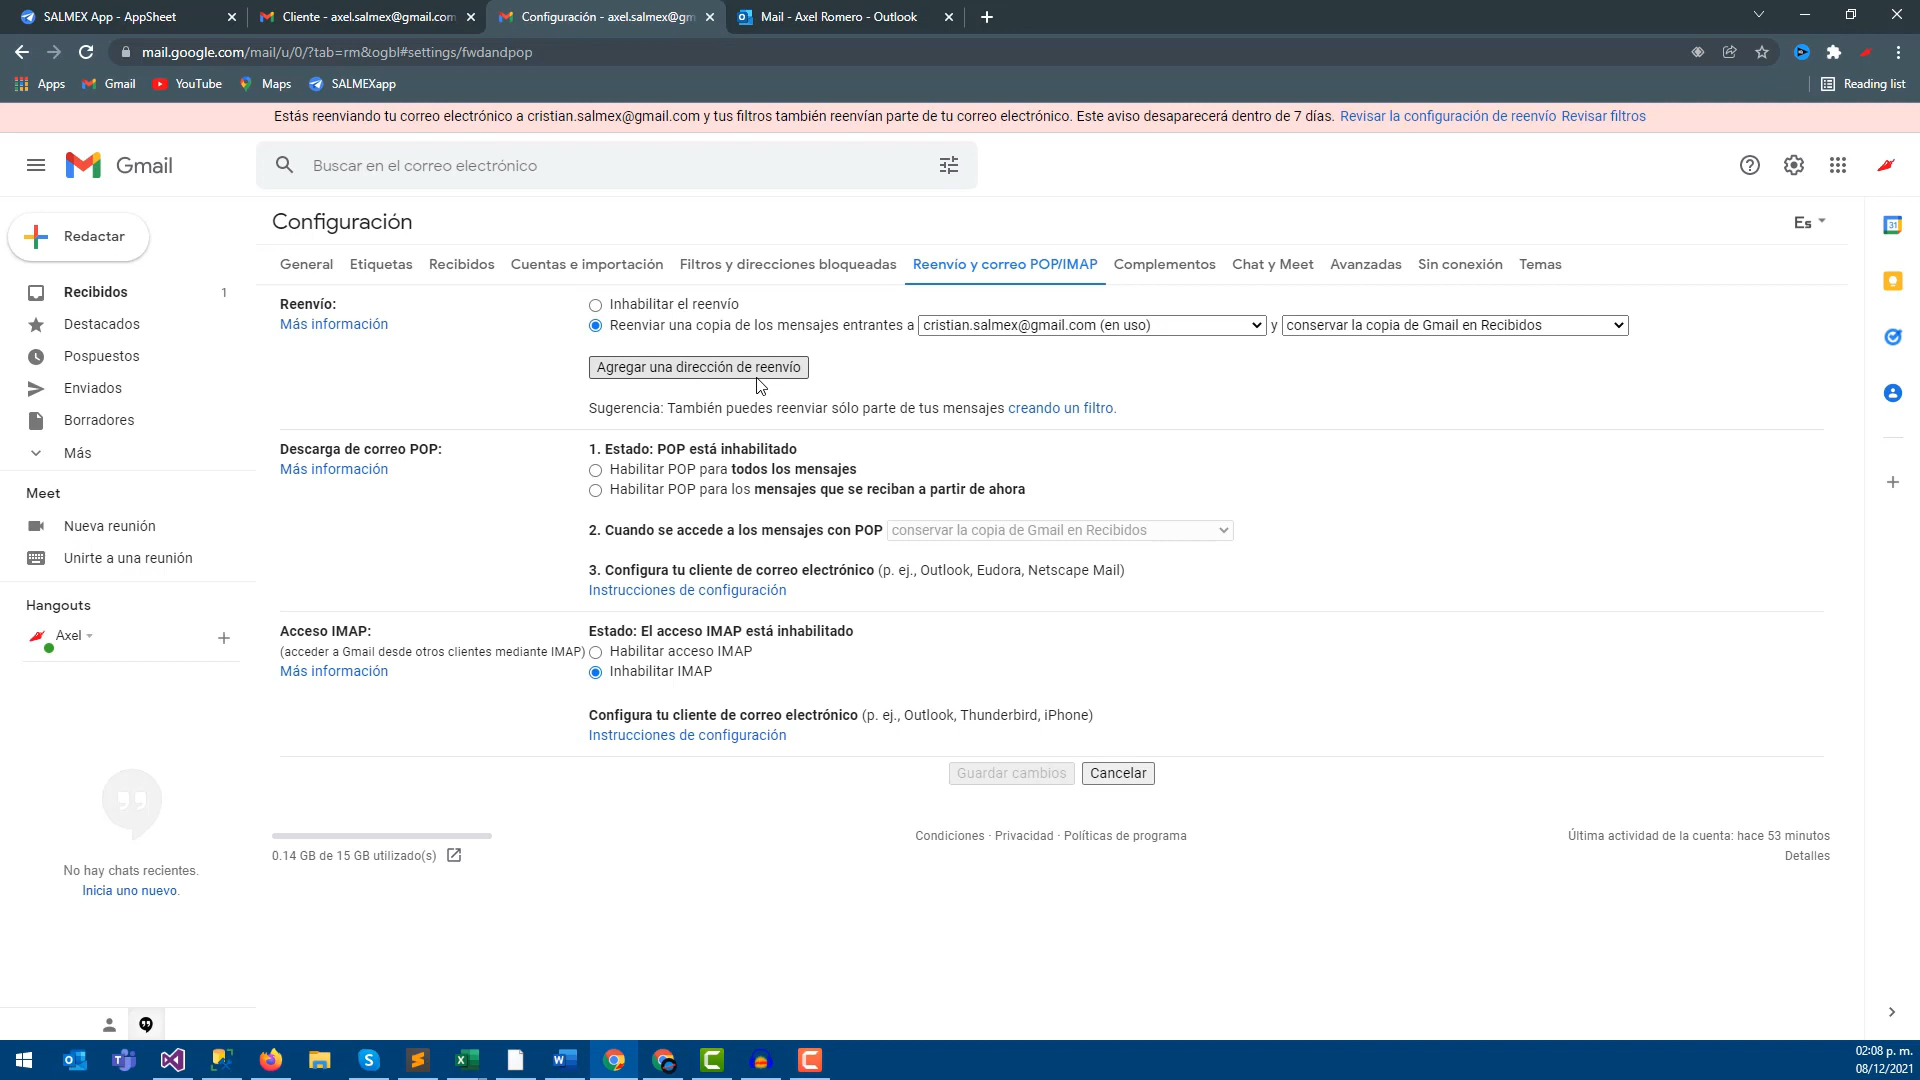 SALMEX App - AppSheet
Cliente - axel.salmex@gmail.com
Configuración - axel.salmex@gm
Mail - Axel Romero - Outlook
mail.google.com/mail/u/0/?tab=rm&ogbl#settings/fwdandpop
Apps
Gmail
YouTube
Maps
SALMEXapp
Reading list
Estás reenviando tu correo electrónico a cristian.salmex@gmail.com y tus filtros también reenvían parte de tu correo electrónico. Este aviso desaparecerá dentro de 7 días. Revisar la configuración de reenvío Revisar filtros
Gmail
Buscar en el correo electrónico
Redactar
Recibidos 1
Destacados
Pospuestos
Enviados
Borradores
Más
Meet
Nueva reunión
Unirte a una reunión
Hangouts
Axel
No hay chats recientes.
Inicia uno nuevo.
Configuración
Es
General
Etiquetas
Recibidos
Cuentas e importación
Filtros y direcciones bloqueadas
Reenvío y correo POP/IMAP
Complementos
Chat y Meet
Avanzadas
Sin conexión
Temas
Reenvío:
Más información
Inhabilitar el reenvío
Reenviar una copia de los mensajes entrantes a cristian.salmex@gmail.com (en uso) y conservar la copia de Gmail en Recibidos
Agregar una dirección de reenvío
Sugerencia: También puedes reenviar sólo parte de tus mensajes creando un filtro.
Descarga de correo POP:
Más información
1. Estado: POP está inhabilitado
Habilitar POP para todos los mensajes
Habilitar POP para los mensajes que se reciban a partir de ahora
2. Cuando se accede a los mensajes con POP conservar la copia de Gmail en Recibidos
3. Configura tu cliente de correo electrónico (p. ej., Outlook, Eudora, Netscape Mail)
Instrucciones de configuración
Acceso IMAP:
(acceder a Gmail desde otros clientes mediante IMAP)
Más información
Estado: El acceso IMAP está inhabilitado
Habilitar acceso IMAP
Inhabilitar IMAP
Configura tu cliente de correo electrónico (p. ej., Outlook, Thunderbird, iPhone)
Instrucciones de configuración
Guardar cambios
Cancelar
0.14 GB de 15 GB utilizado(s)
Condiciones · Privacidad · Políticas de programa
Última actividad de la cuenta: hace 53 minutos
Detalles
31
02:08 p. m.
08/12/2021